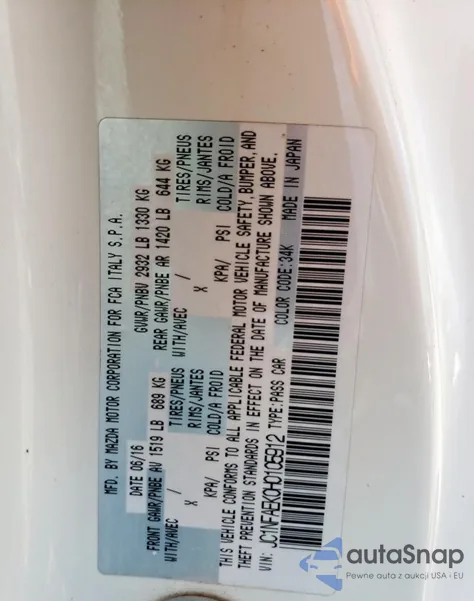 MFD. BY MAZDA MOTOR CORPORATION FOR FCA ITALY S.P.A.
DATE 06/16 GVWR/PNBV 2932 LB 1330 KG
FRONT GAWR/PNBE AV 1519 LB 689 KG REAR GAWR/PNBE AR 1420 LB 644 KG
WITH/AVEC TIRES/PNEUS WITH/AVEC TIRES/PNEUS
/ X RIMS/JANTES / X RIMS/JANTES
KPA/ PSI COLD/A FROID KPA/ PSI COLD/A FROID
THIS VEHICLE CONFORMS TO ALL APPLICABLE FEDERAL MOTOR VEHICLE SAFETY, BUMPER, AND
THEFT PREVENTION STANDARDS IN EFFECT ON THE DATE OF MANUFACTURE SHOWN ABOVE.
VIN: JC1NFAEK0H0105912 TYPE:PASS CAR COLOR CODE:34K MADE IN JAPAN
autoSnap
Pewne auta z aukcji USA • EU